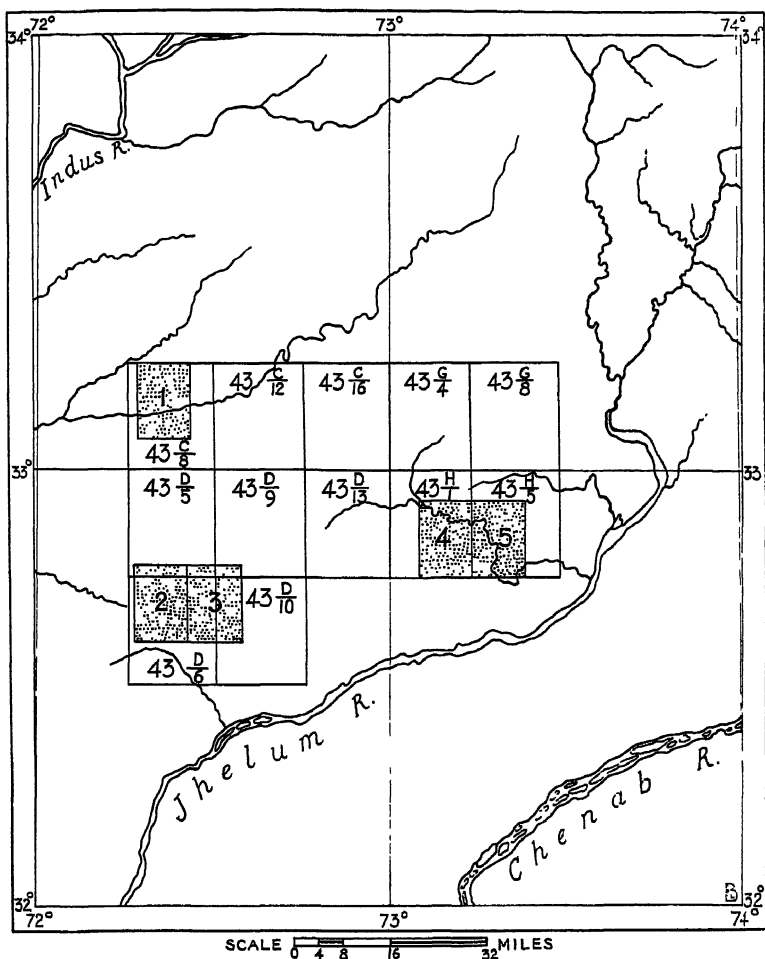 72° 73° 74°
34° 34°
Indus R.
43 C/12 43 C/16 43 G/4 43 G/8
1
43 C/8
33° 33
43 D/5 43 D/9 43 D/13 43 H/1 43 H/5
4 5
2 3 43 D/10
43 D/6
Jhelum R.
Chenab R.
32° 32°
72° 73° 74°
SCALE 0 4 8 16 32 MILES